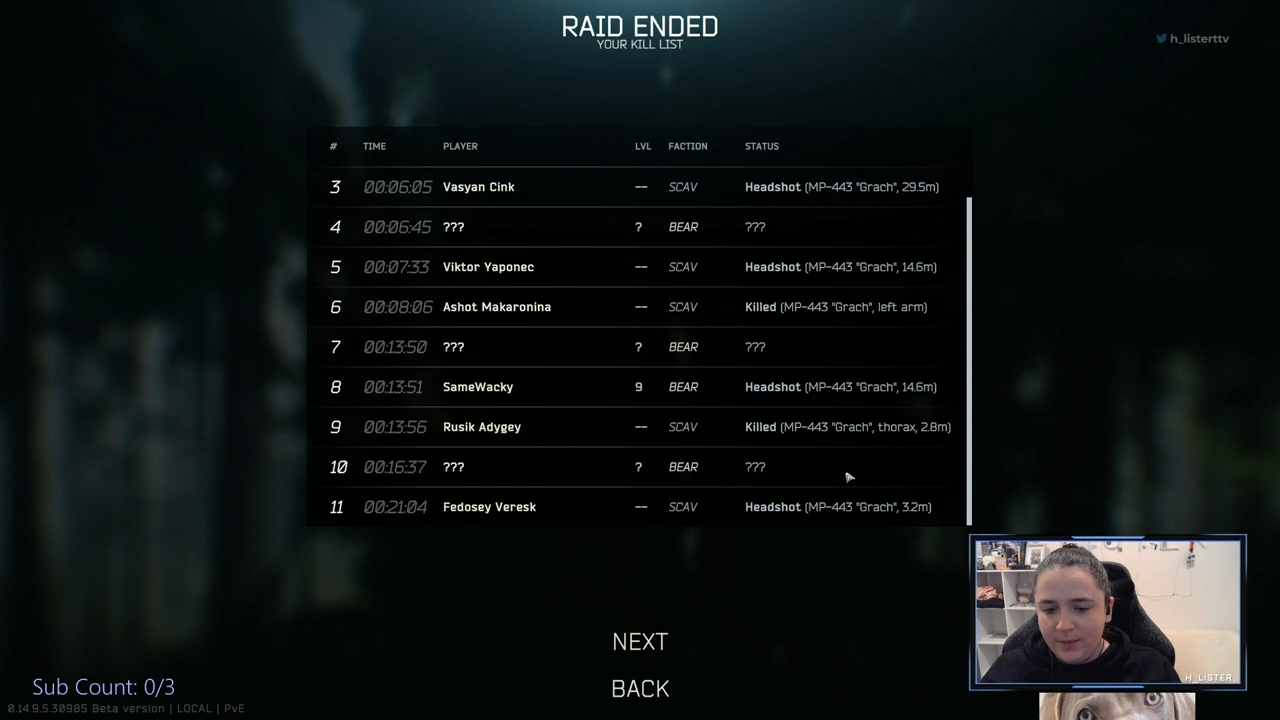 RAID ENDED
YOUR KILL LIST
h_listerttv
# TIME PLAYER LVL FACTION STATUS
3 00:06:05 Vasyan Cink -- SCAV Headshot (MP-443 "Grach", 29.5m)
4 00:06:45 ??? ? BEAR ???
5 00:07:33 Viktor Yaponec -- SCAV Headshot (MP-443 "Grach", 14.6m)
6 00:08:06 Ashot Makaronina -- SCAV Killed (MP-443 "Grach", left arm)
7 00:13:50 ??? ? BEAR ???
8 00:13:51 SameWacky 9 BEAR Headshot (MP-443 "Grach", 14.6m)
9 00:13:56 Rusik Adygey -- SCAV Killed (MP-443 "Grach", thorax, 2.8m)
10 00:16:37 ??? ? BEAR ???
11 00:21:04 Fedosey Veresk -- SCAV Headshot (MP-443 "Grach", 3.2m)
NEXT
BACK
H_LISTER
Sub Count: 0/3
0.14.9.5.30985 Beta version | LOCAL | PvE